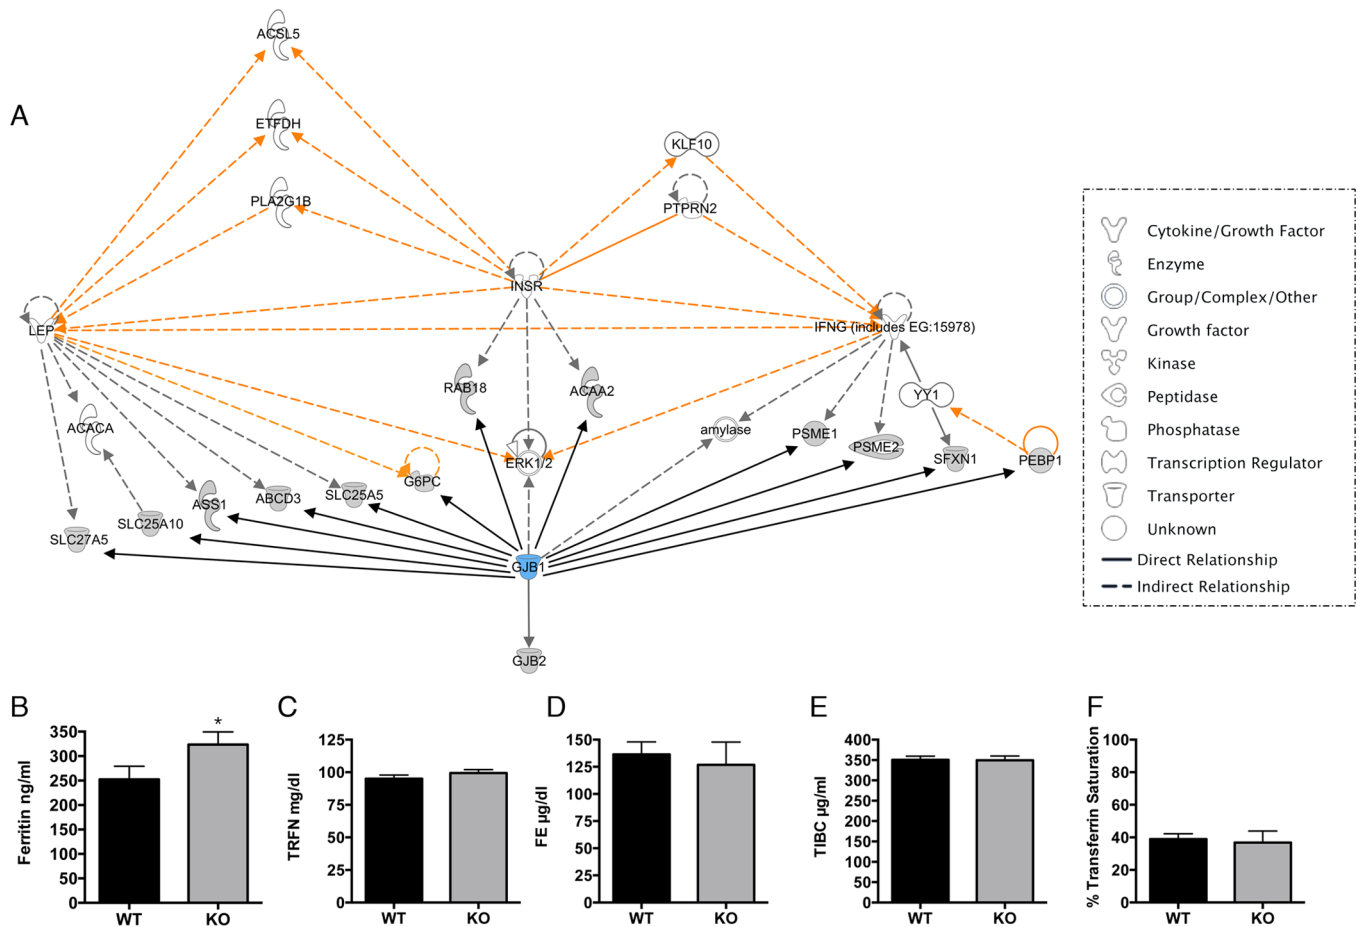 A
ACSL5
ETFDH
PLA2G1B
KLF10
PTPRN2
INSR
LEP
IFNG (includes EG:15978)
RAB18
ACAA2
YY1
ACACA
amylase
PSME1
PSME2
SFXN1
PEBP1
ERK1/2
G6PC
SLC25A5
ABCD3
ASS1
SLC25A10
SLC27A5
GJB1
GJB2
Cytokine/Growth Factor
Enzyme
Group/Complex/Other
Growth factor
Kinase
Peptidase
Phosphatase
Transcription Regulator
Transporter
Unknown
Direct Relationship
Indirect Relationship
B
Ferritin ng/ml
350
300
250
200
150
100
50
0
*
WT KO
C
TRFN mg/dl
125
100
75
50
25
0
WT KO
D
FE µg/dl
150
125
100
75
50
25
0
WT KO
E
TIBC µg/ml
400
350
300
250
200
150
100
50
0
WT KO
F
% Transferrin Saturation
100
80
60
40
20
0
WT KO